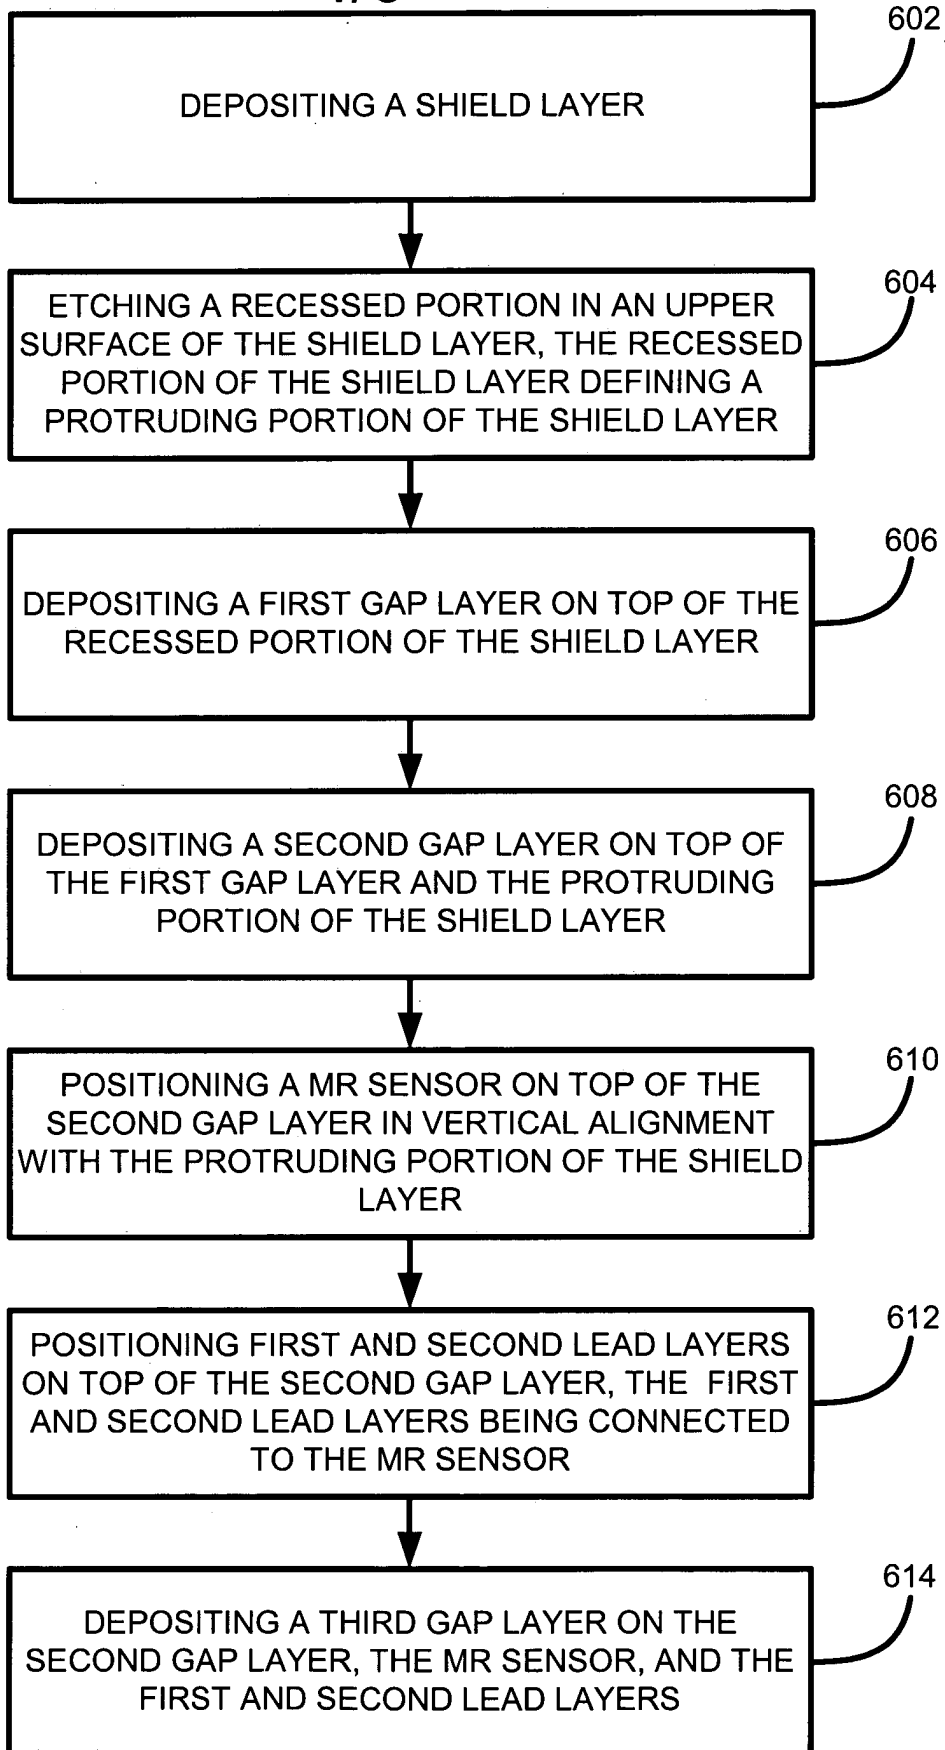 602
DEPOSITING A SHIELD LAYER
604
ETCHING A RECESSED PORTION IN AN UPPER
SURFACE OF THE SHIELD LAYER, THE RECESSED
PORTION OF THE SHIELD LAYER DEFINING A
PROTRUDING PORTION OF THE SHIELD LAYER
606
DEPOSITING A FIRST GAP LAYER ON TOP OF THE
RECESSED PORTION OF THE SHIELD LAYER
608
DEPOSITING A SECOND GAP LAYER ON TOP OF
THE FIRST GAP LAYER AND THE PROTRUDING
PORTION OF THE SHIELD LAYER
610
POSITIONING A MR SENSOR ON TOP OF THE
SECOND GAP LAYER IN VERTICAL ALIGNMENT
WITH THE PROTRUDING PORTION OF THE SHIELD
LAYER
612
POSITIONING FIRST AND SECOND LEAD LAYERS
ON TOP OF THE SECOND GAP LAYER, THE FIRST
AND SECOND LEAD LAYERS BEING CONNECTED
TO THE MR SENSOR
614
DEPOSITING A THIRD GAP LAYER ON THE
SECOND GAP LAYER, THE MR SENSOR, AND THE
FIRST AND SECOND LEAD LAYERS